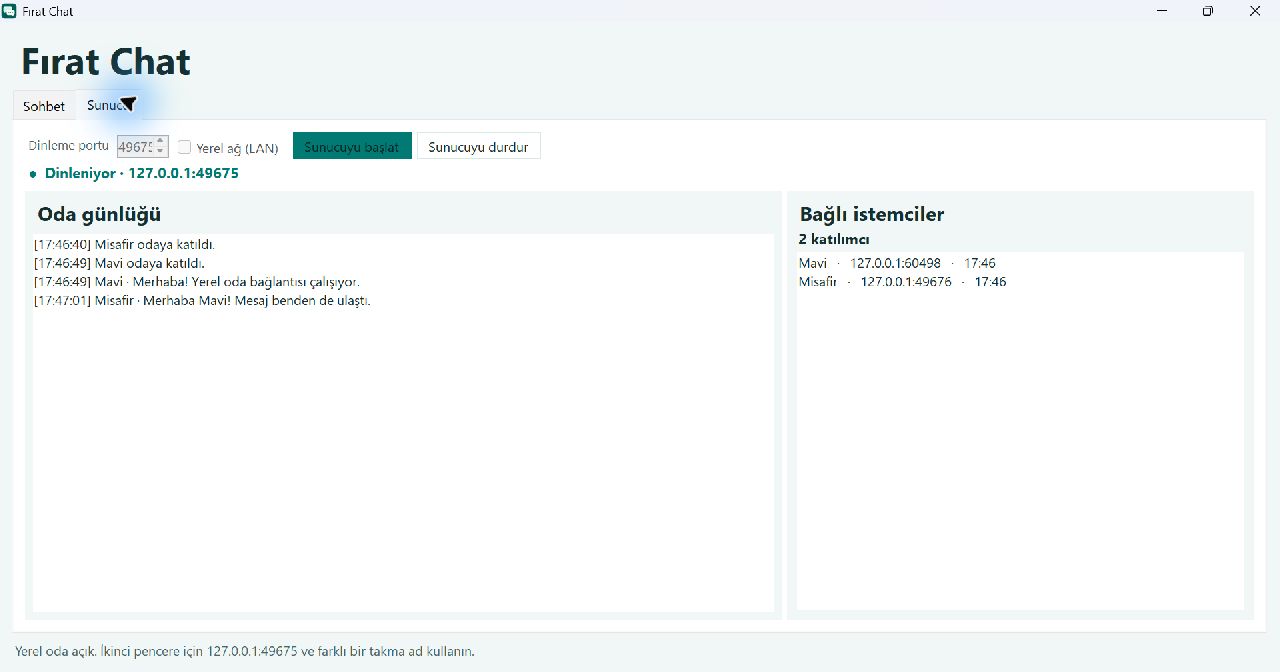 Fırat Chat
Fırat Chat
Sohbet
Dinleme portu
Yerel ağ (LAN)
Sunucuyu başlat
Sunucuyu durdur
● Dinleniyor · 127.0.0.1:49675
Oda günlüğü
[17:46:40] Misafir odaya katıldı.
[17:46:49] Mavi odaya katıldı.
[17:46:49] Mavi · Merhaba! Yerel oda bağlantısı çalışıyor.
[17:47:01] Misafir · Merhaba Mavi! Mesaj benden de ulaştı.
Bağlı istemciler
2 katılımcı
Mavi · 127.0.0.1:60498 · 17:46
Misafir · 127.0.0.1:49676 · 17:46
Yerel oda açık. İkinci pencere için 127.0.0.1:49675 ve farklı bir takma ad kullanın.